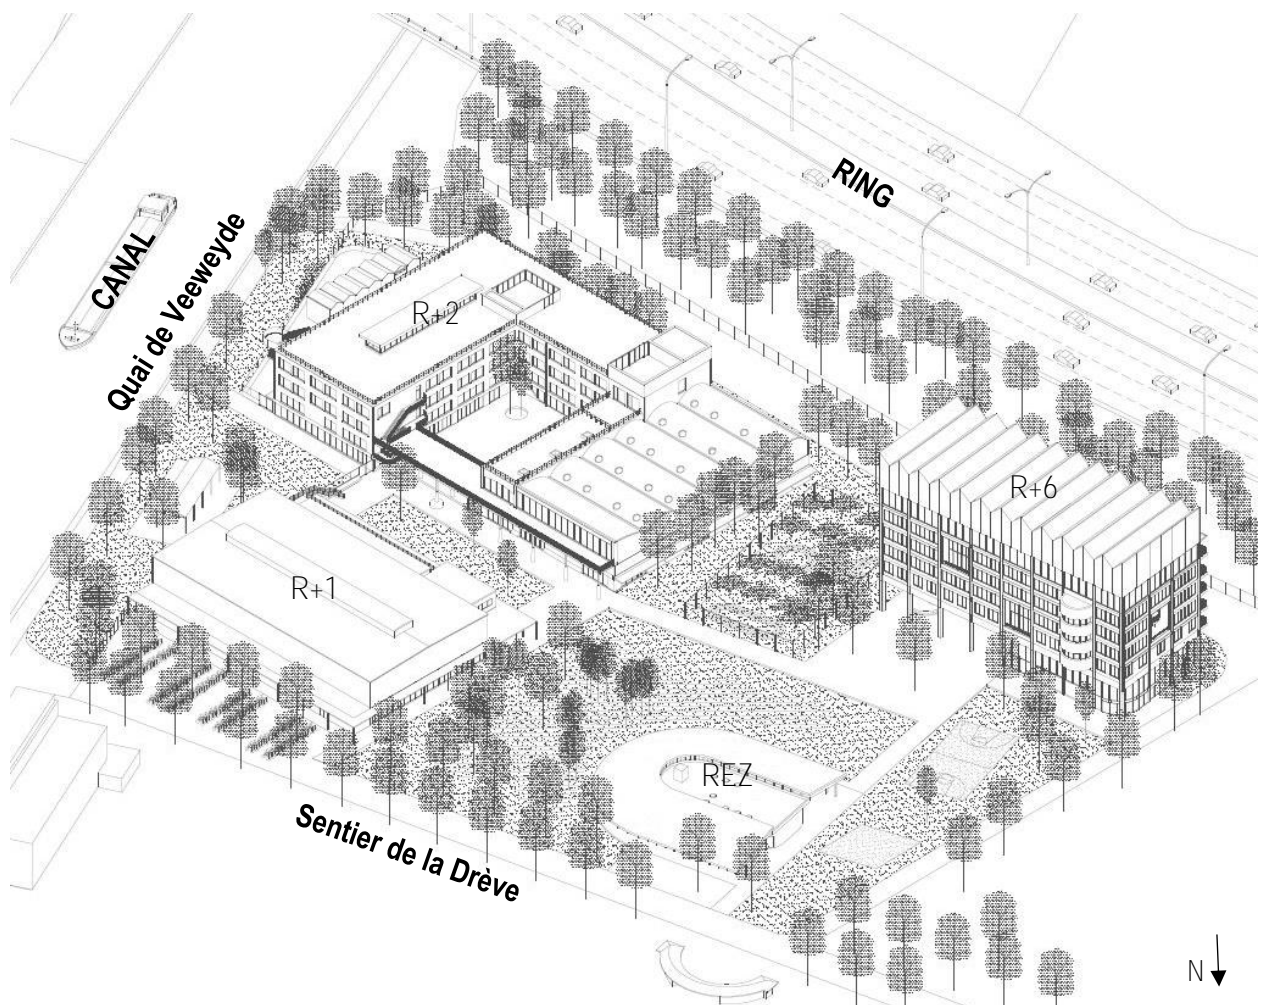 RING
CANAL
Quai de Veeweyde
R+2
R+6
R+1
REZ
Sentier de la Drève
N